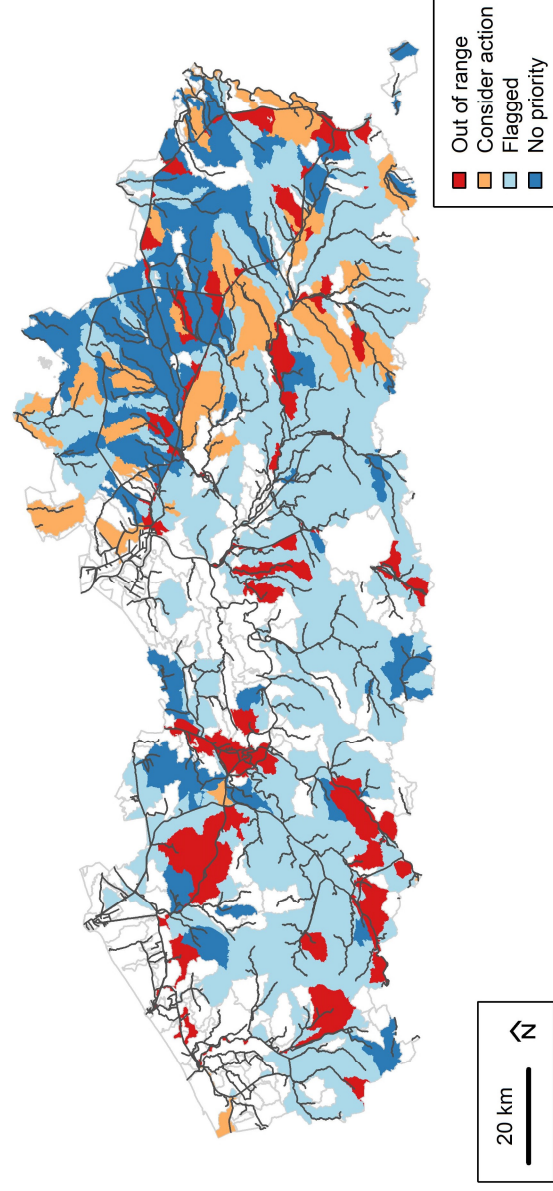 Out of range
Consider action
Flagged
No priority
20 km
N